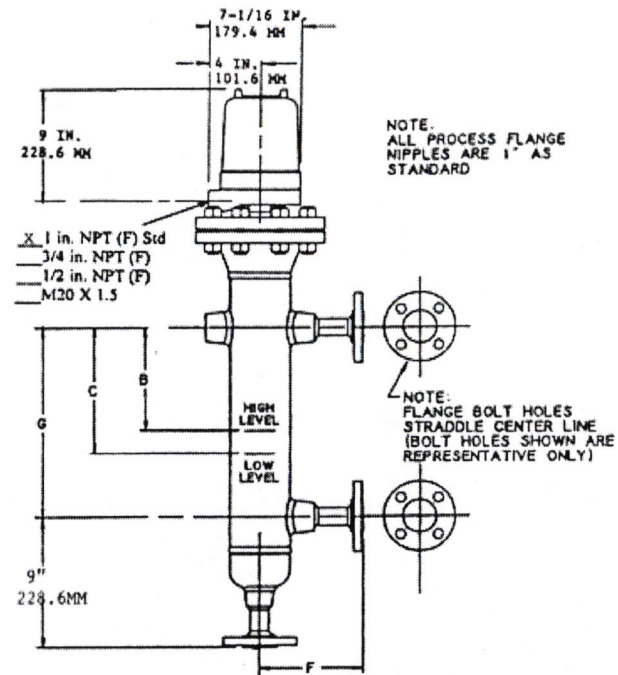 7-1/16 IN.
179.4 MM
4 IN.
101.6 MM
9 IN.
228.6 MM
NOTE.
ALL PROCESS FLANGE
NIPPLES ARE 1" AS
STANDARD
X 1 in. NPT (F) Std
3/4 in. NPT (F)
1/2 in. NPT (F)
M20 X 1.5
B
C
G
HIGH
LEVEL
LOW
LEVEL
NOTE:
FLANGE BOLT HOLES
STRADDLE CENTER LINE
(BOLT HOLES SHOWN ARE
REPRESENTATIVE ONLY)
9"
228.6MM
F